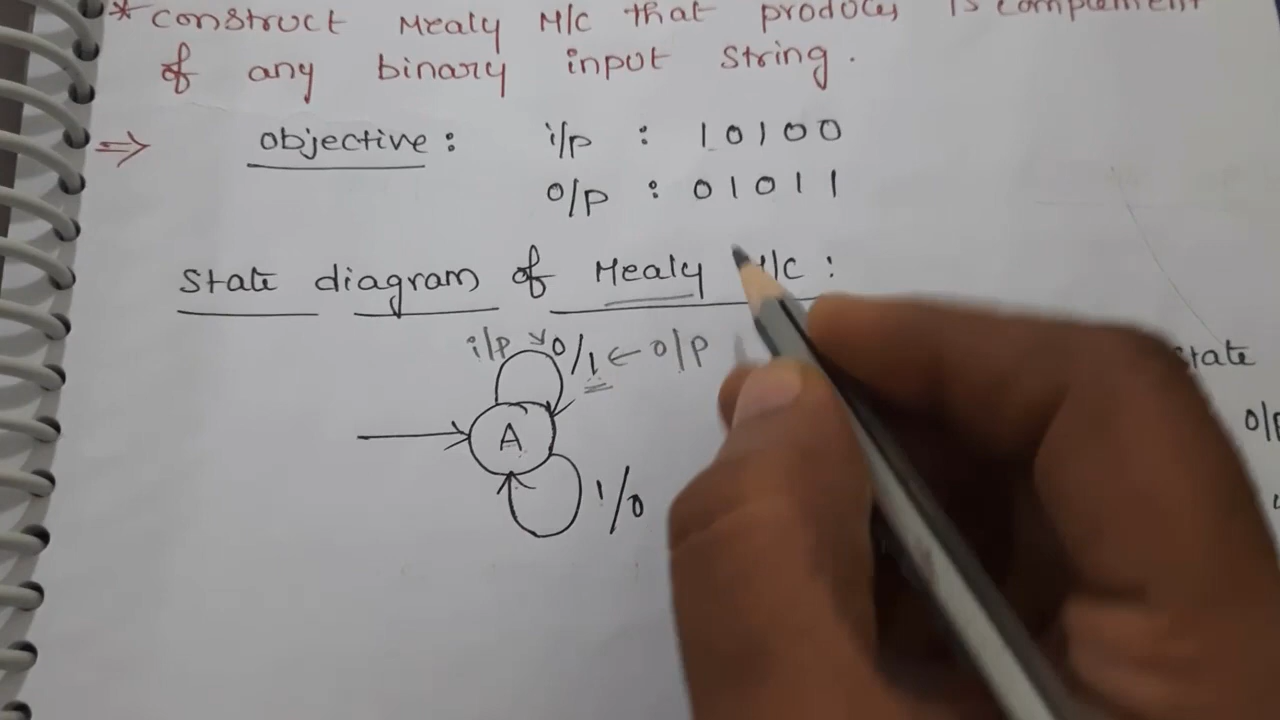 * construct Mealy M/c that produces 1's complement
of any binary input string.
⇒ objective : i/p : 10100
o/p : 01011
State diagram of Mealy M/c :
i/p 0/1 ← o/p
State
A
o/p
1/0